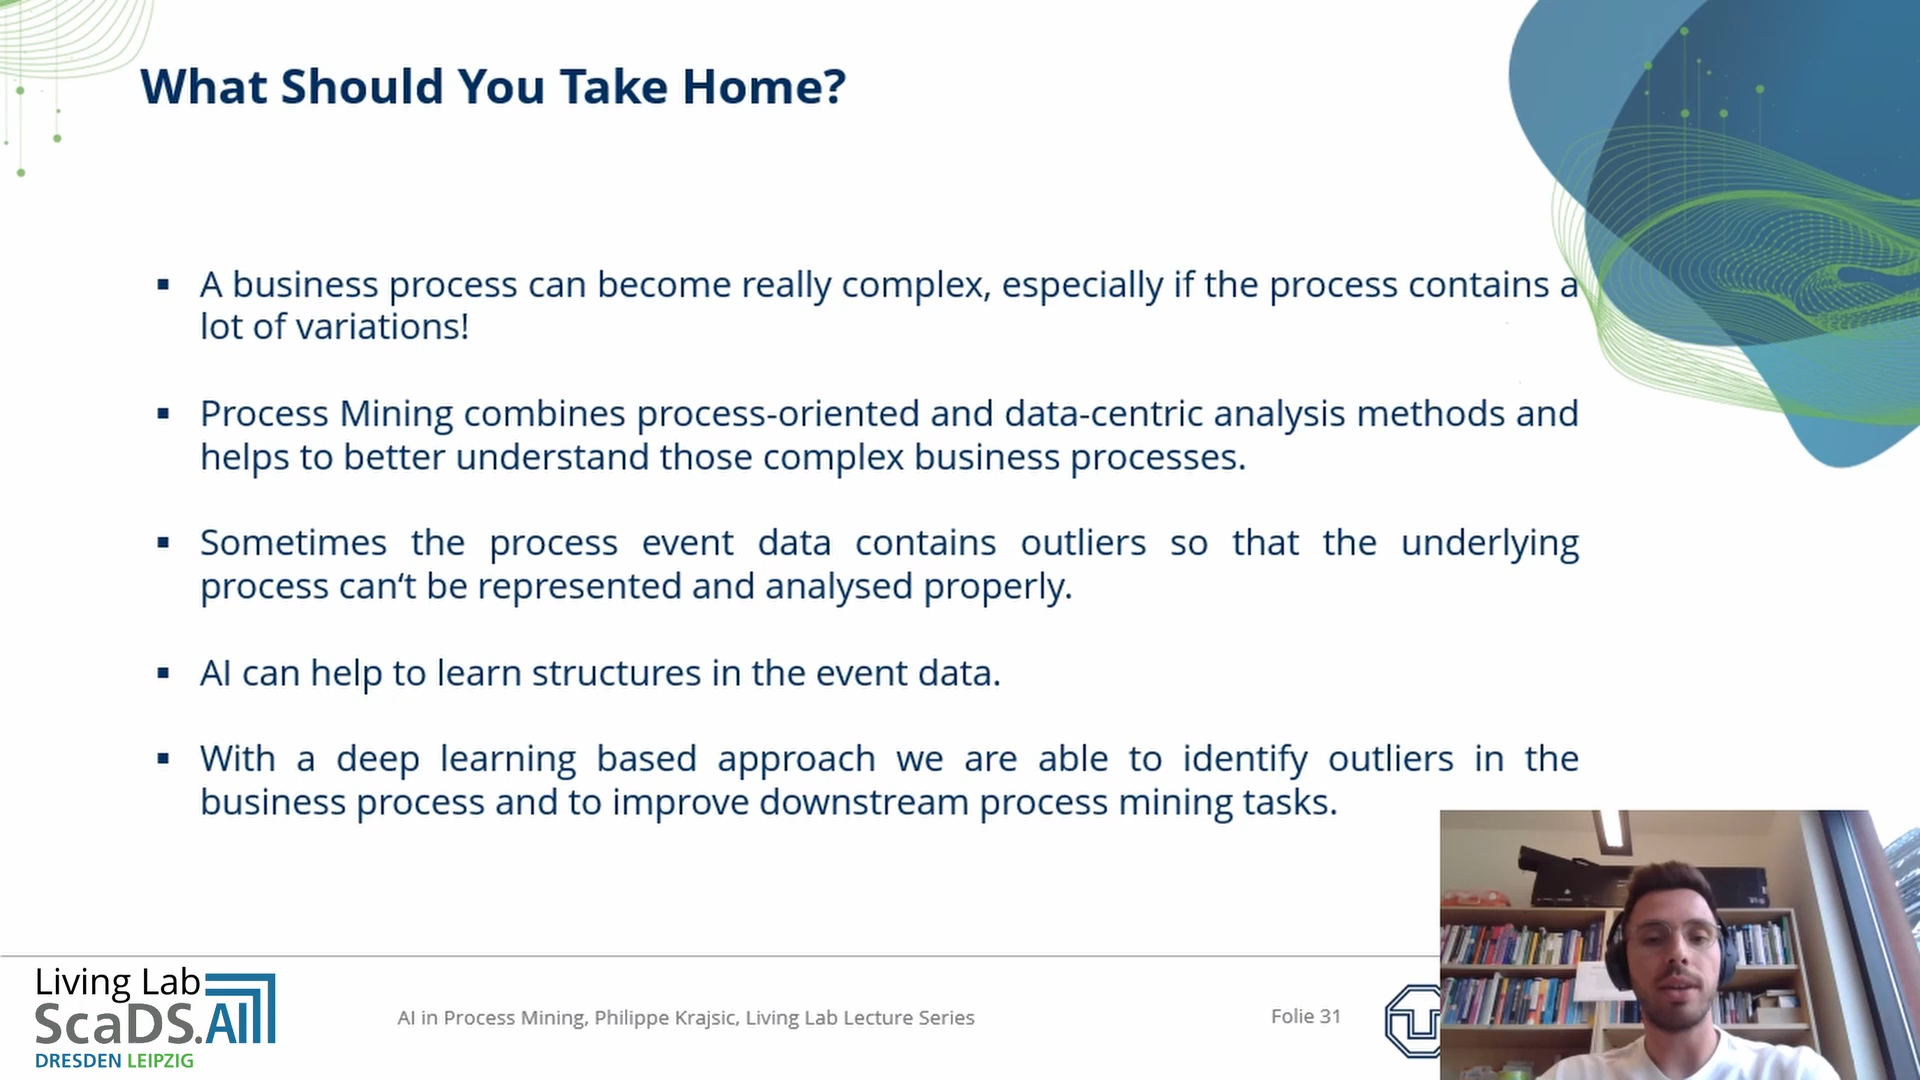 What Should You Take Home?
▪ A business process can become really complex, especially if the process contains a
lot of variations!
▪ Process Mining combines process-oriented and data-centric analysis methods and
helps to better understand those complex business processes.
▪ Sometimes the process event data contains outliers so that the underlying
process can‘t be represented and analysed properly.
▪ AI can help to learn structures in the event data.
▪ With a deep learning based approach we are able to identify outliers in the
business process and to improve downstream process mining tasks.
Living Lab
ScaDS.AI
DRESDEN LEIPZIG
AI in Process Mining, Philippe Krajsic, Living Lab Lecture Series
Folie 31